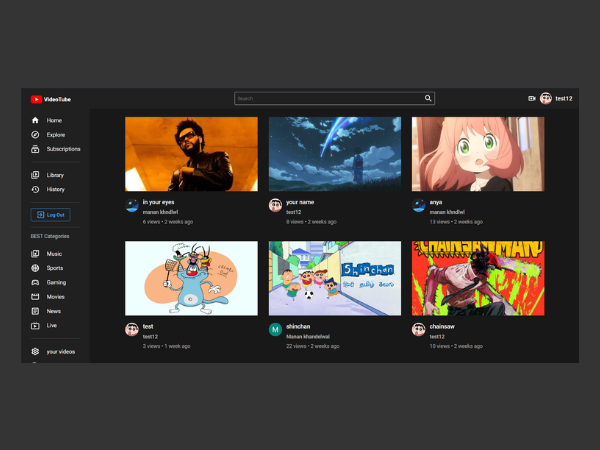 VideoTube
Search
test12
Home
Explore
Subscriptions
Library
History
Log Out
BEST Categories
Music
Sports
Gaming
Movies
News
Live
your videos
in your eyes
manan khndlwl
6 views • 2 weeks ago
your name
test12
8 views • 2 weeks ago
anya
manan khndlwl
13 views • 2 weeks ago
test
test12
3 views • 1 week ago
Shinchan
हिन्दी தமிழ் తెలుగు
shinchan
Manan khandelwal
22 views • 2 weeks ago
M
CHAINSAW MAN
chainsaw
test12
10 views • 2 weeks ago